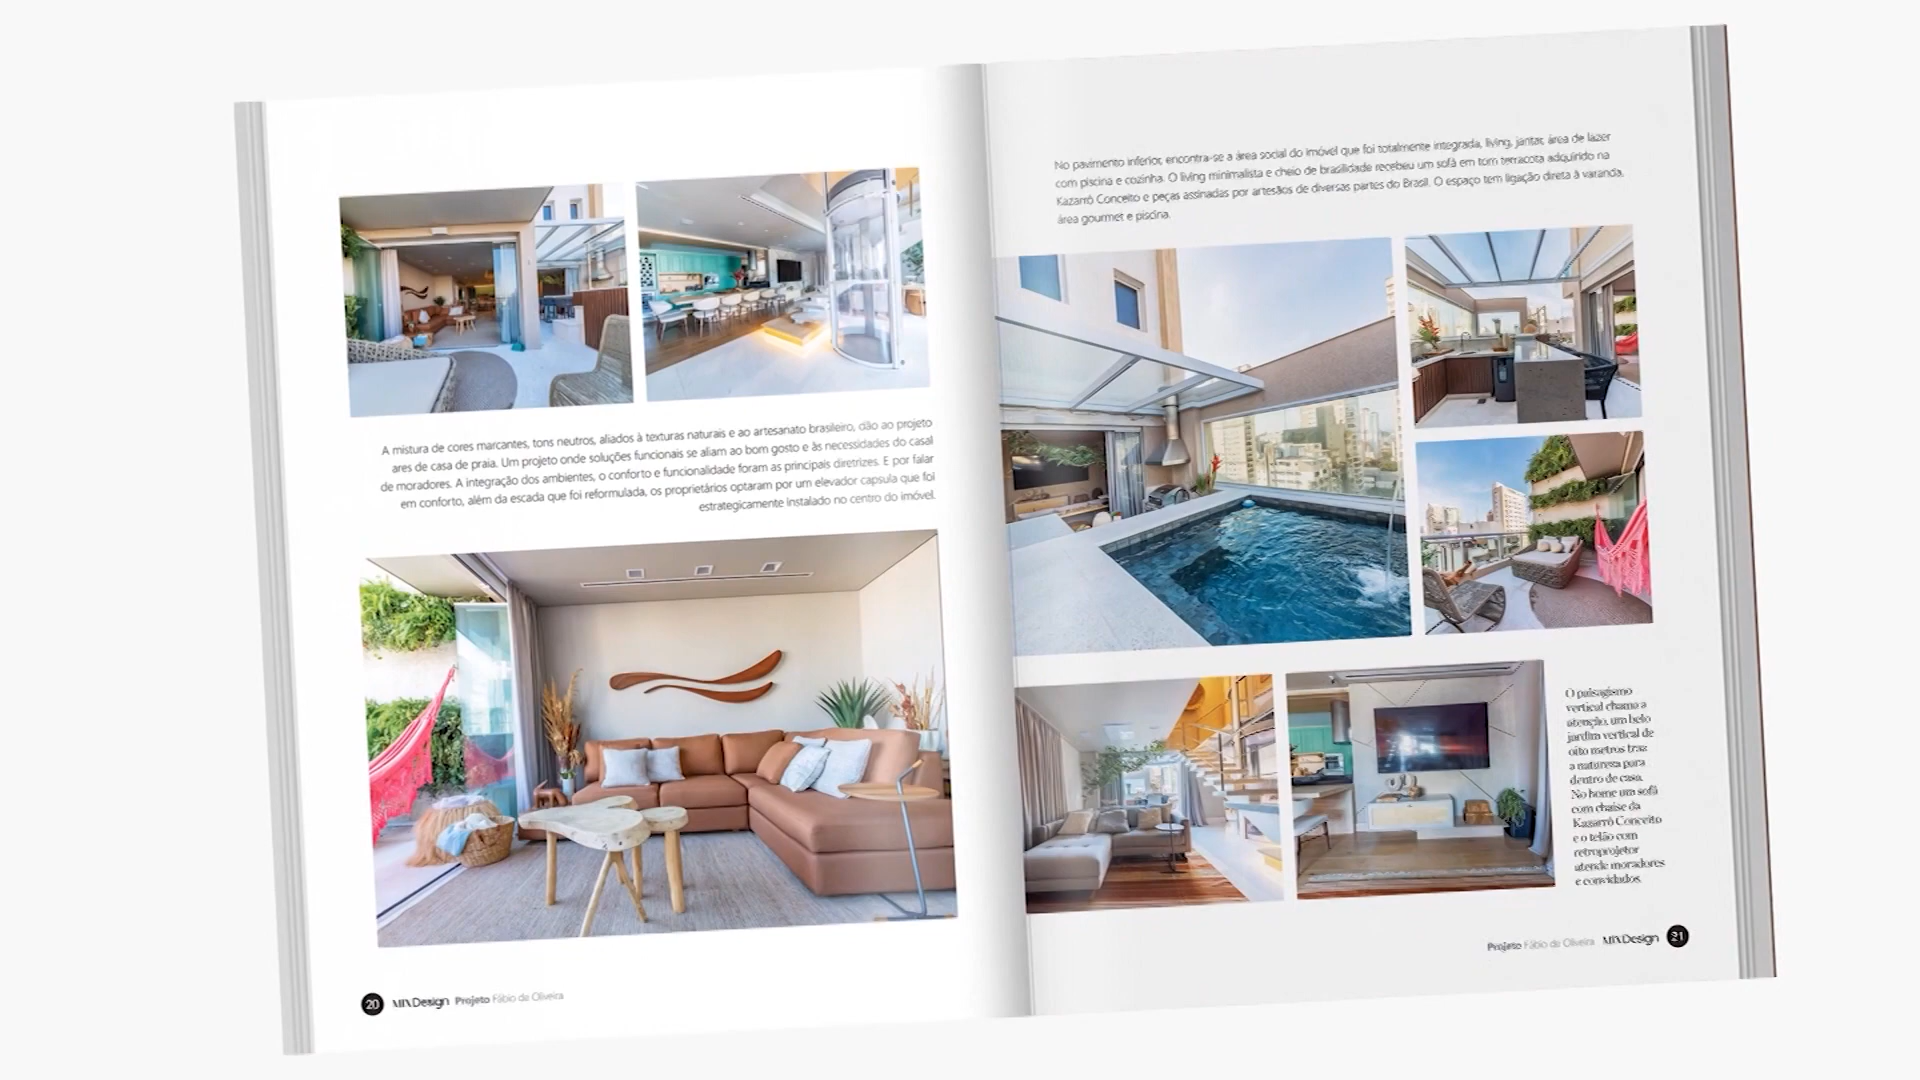 A mistura de cores marcantes, tons neutros, aliados à texturas naturais e ao artesanato brasileiro, dão ao projeto
ares de casa de praia. Um projeto onde soluções funcionais se aliam ao bom gosto e às necessidades do casal
de moradores. A integração dos ambientes, o conforto e funcionalidade foram as principais diretrizes. E por falar
em conforto, além da escada que foi reformulada, os proprietários optaram por um elevador capsula que foi
estrategicamente instalado no centro do imóvel.
20 MIXDesign Projeto Fábio de Oliveira
No pavimento inferior, encontra-se a área social do imóvel que foi totalmente integrada, living, jantar, área de lazer
com piscina e cozinha. O living minimalista e cheio de brasilidade recebeu um sofá em tom terracota adquirido na
Kazarrô Conceito e peças assinadas por artesãos de diversas partes do Brasil. O espaço tem ligação direta à varanda,
área gourmet e piscina.
O paisagismo
vertical chama a
atenção, um belo
jardim vertical de
oito metros traz
a natureza para
dentro de casa.
No home um sofá
com chaise da
Kazarrô Conceito
e o telão com
retroprojetor
atende moradores
e convidados.
Projeto Fábio de Oliveira MIXDesign 21